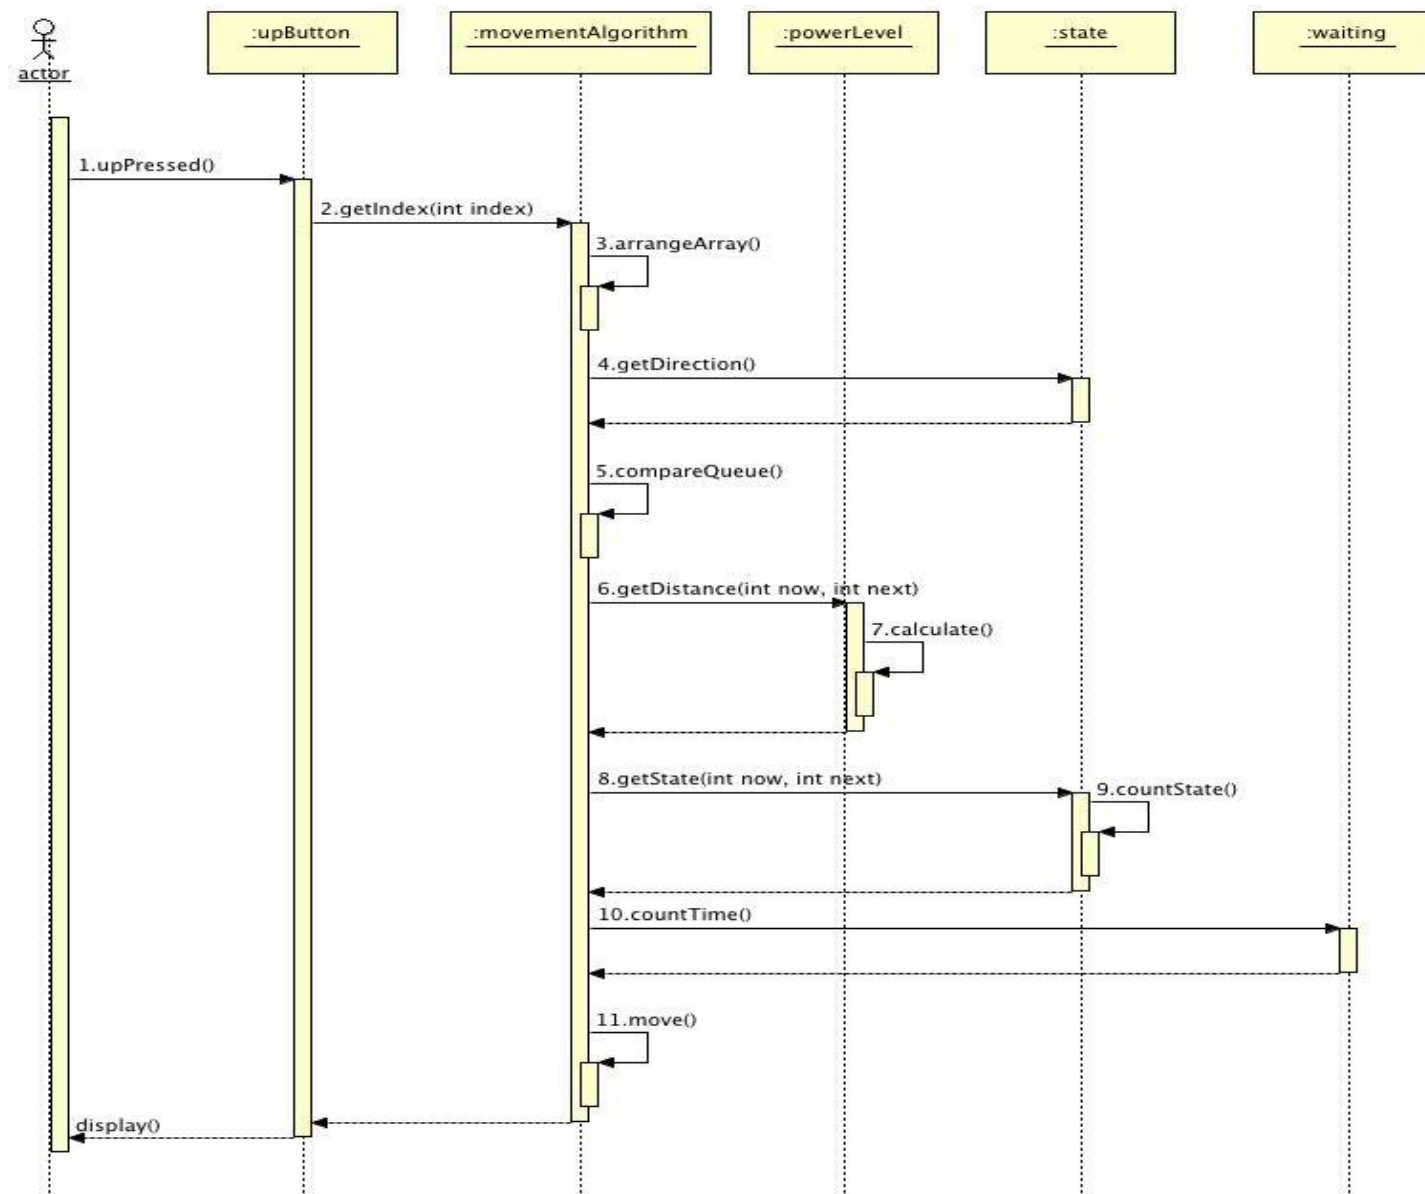 :upButton
:movementAlgorithm
:powerLevel
:state
:waiting
actor
1.upPressed()
2.getIndex(int index)
3.arrangeArray()
4.getDirection()
5.compareQueue()
6.getDistance(int now, int next)
7.calculate()
8.getState(int now, int next)
9.countState()
10.countTime()
11.move()
display()